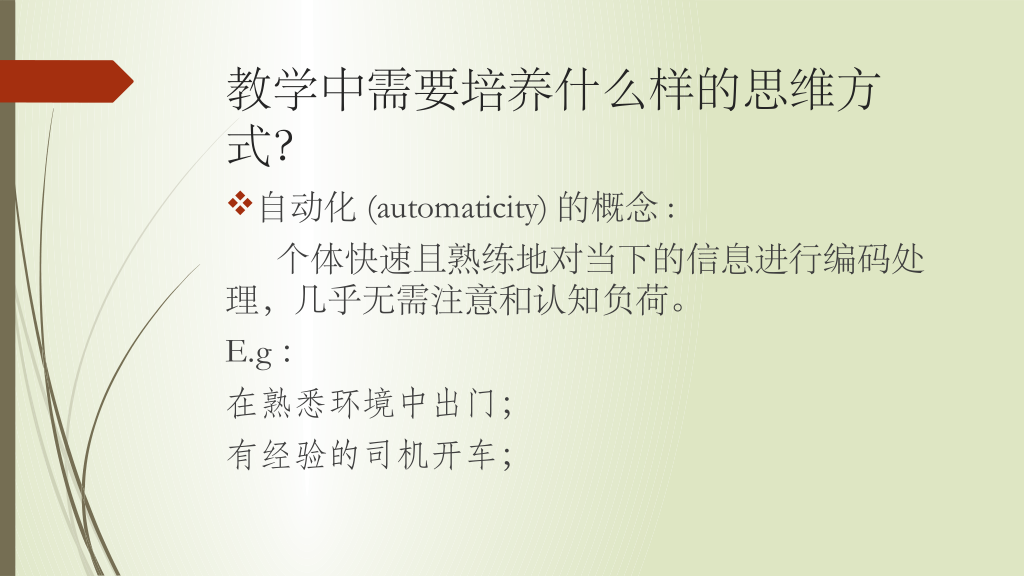 教学中需要培养什么样的思维方
式?
自动化 (automaticity) 的概念 :
个体快速且熟练地对当下的信息进行编码处
理，几乎无需注意和认知负荷。
E.g：
在熟悉环境中出门；
有经验的司机开车；